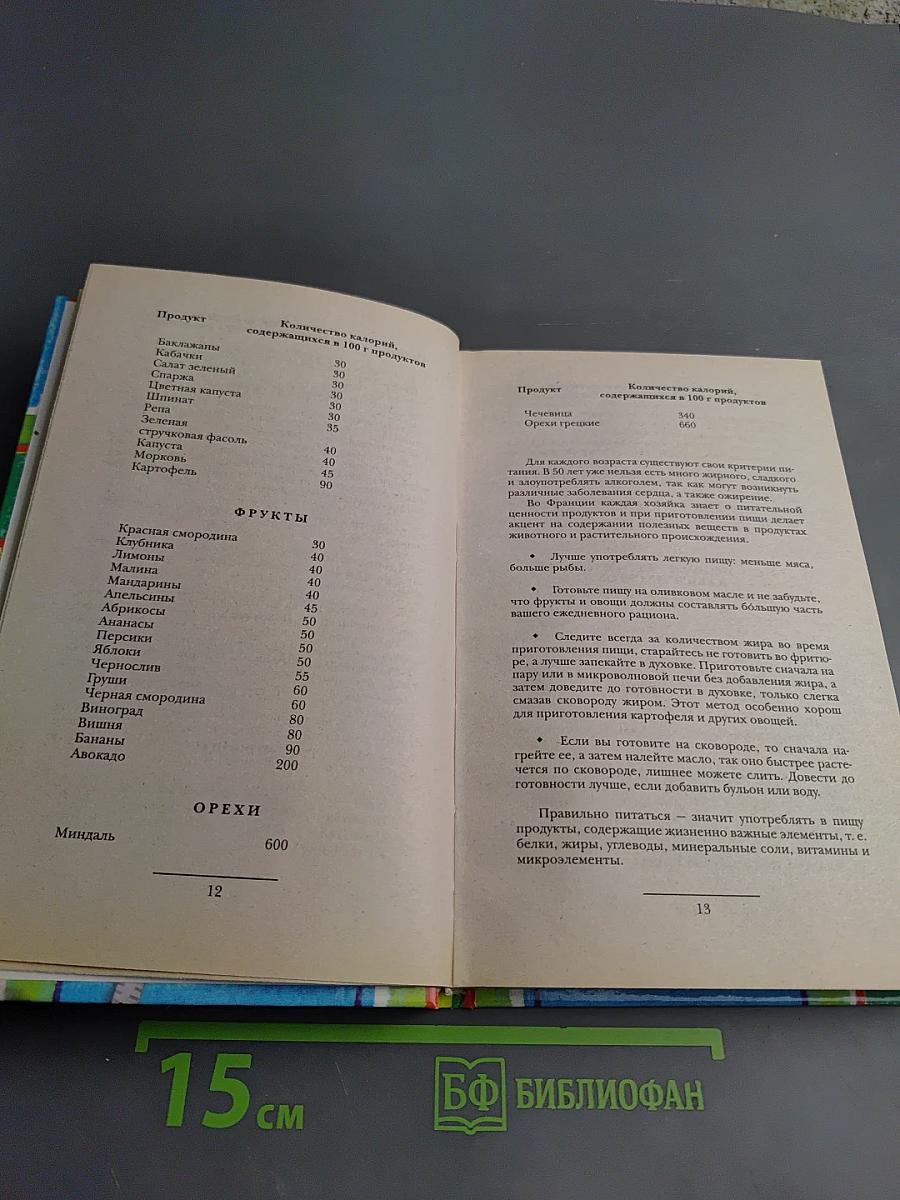 Продукт Количество калорий,
содержащихся в 100 г продуктов
Баклажаны 30
Кабачки 30
Салат зеленый 30
Спаржа 30
Цветная капуста 30
Шпинат 30
Репа 35
Зеленая
стручковая фасоль 40
Капуста 40
Морковь 45
Картофель 90
ФРУКТЫ
Красная смородина 30
Клубника 40
Лимоны 40
Малина 40
Мандарины 40
Апельсины 45
Абрикосы 50
Ананасы 50
Персики 50
Яблоки 50
Чернослив 55
Груши 60
Черная смородина 60
Виноград 80
Вишня 80
Бананы 90
Авокадо 200
ОРЕХИ
Миндаль 600
12
Продукт Количество калорий,
содержащихся в 100 г продуктов
Чечевица 340
Орехи грецкие 660
Для каждого возраста существуют свои критерии пи-
тания. В 50 лет уже нельзя есть много жирного, сладкого
и злоупотреблять алкоголем, так как могут возникнуть
различные заболевания сердца, а также ожирение.
Во Франции каждая хозяйка знает о питательной
ценности продуктов и при приготовлении пищи делает
акцент на содержании полезных веществ в продуктах
животного и растительного происхождения.
♦ Лучше употреблять легкую пищу: меньше мяса,
больше рыбы.
♦ Готовьте пищу на оливковом масле и не забудьте,
что фрукты и овощи должны составлять бо́льшую часть
вашего ежедневного рациона.
♦ Следите всегда за количеством жира во время
приготовления пищи, старайтесь не готовить во фритю-
ре, а лучше запекайте в духовке. Приготовьте сначала на
пару или в микроволновой печи без добавления жира, а
затем доведите до готовности в духовке, только слегка
смазав сковороду жиром. Этот метод особенно хорош
для приготовления картофеля и других овощей.
♦ Если вы готовите на сковороде, то сначала на-
грейте ее, а затем налейте масло, так оно быстрее расте-
чется по сковороде, лишнее можете слить. Довести до
готовности лучше, если добавить бульон или воду.
Правильно питаться — значит употреблять в пищу
продукты, содержащие жизненно важные элементы, т. е.
белки, жиры, углеводы, минеральные соли, витамины и
микроэлементы.
13
15 см
БФ БИБЛИОФАН